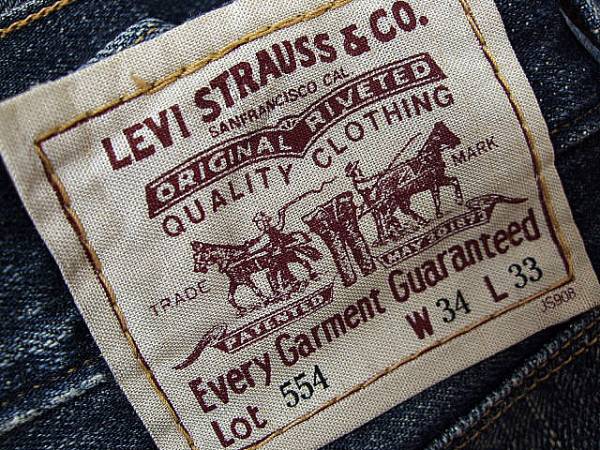 LEVI STRAUSS & CO.
SANFRANCISCO CAL
ORIGINAL RIVETED
QUALITY CLOTHING
TRADE MARK
PATENTED MAY 20 1873
Every Garment Guaranteed
Lot 554 W 34 L 33
JS908